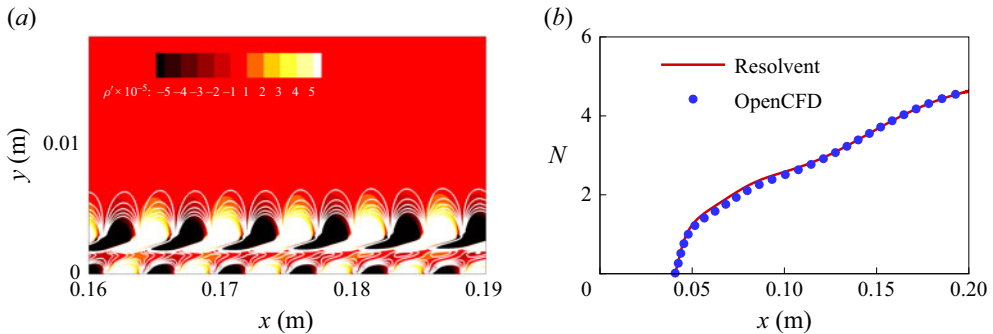 (a)
ρ′× 10⁻⁵: −5 −4 −3 −2 −1 1 2 3 4 5
y (m)
0.01
0
0.16 0.17 0.18 0.19
x (m)
(b)
6
4
2
0
N
Resolvent
OpenCFD
0.05 0.10 0.15 0.20
x (m)